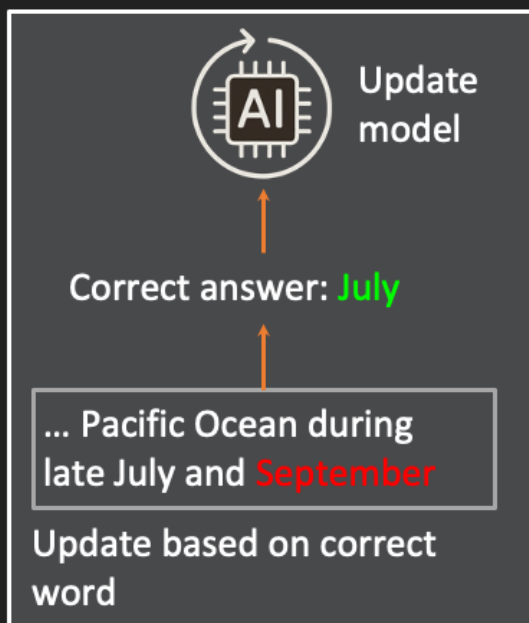 AI
Update
model
Correct answer: July
... Pacific Ocean during
late July and September
Update based on correct
word